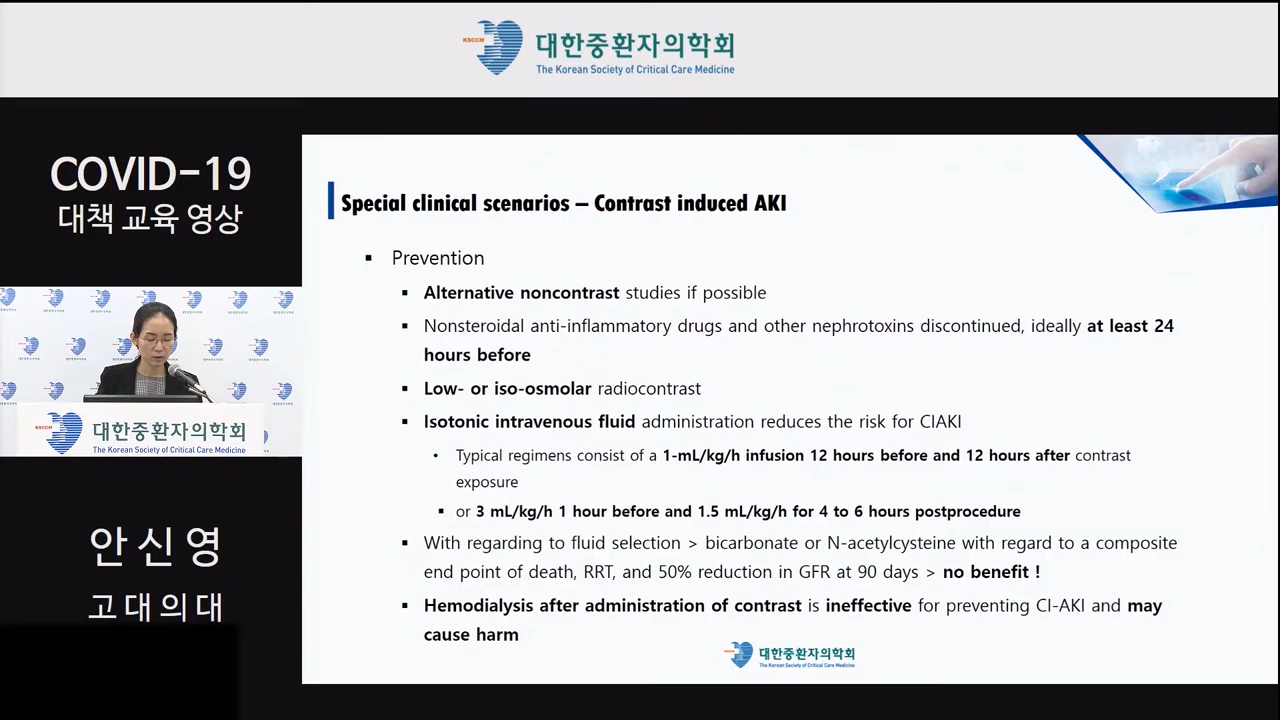 KSCCM
대한중환자의학회
The Korean Society of Critical Care Medicine
COVID-19
대책 교육 영상
KSCCM
대한중환자의학회
The Korean Society of Critical Care Medicine
안신영
고대의대
Special clinical scenarios – Contrast induced AKI
▪ Prevention
▪ Alternative noncontrast studies if possible
▪ Nonsteroidal anti-inflammatory drugs and other nephrotoxins discontinued, ideally at least 24
hours before
▪ Low- or iso-osmolar radiocontrast
▪ Isotonic intravenous fluid administration reduces the risk for CIAKI
• Typical regimens consist of a 1-mL/kg/h infusion 12 hours before and 12 hours after contrast
exposure
▪ or 3 mL/kg/h 1 hour before and 1.5 mL/kg/h for 4 to 6 hours postprocedure
▪ With regarding to fluid selection > bicarbonate or N-acetylcysteine with regard to a composite
end point of death, RRT, and 50% reduction in GFR at 90 days > no benefit !
▪ Hemodialysis after administration of contrast is ineffective for preventing CI-AKI and may
cause harm
대한중환자의학회
The Korean Society of Critical Care Medicine